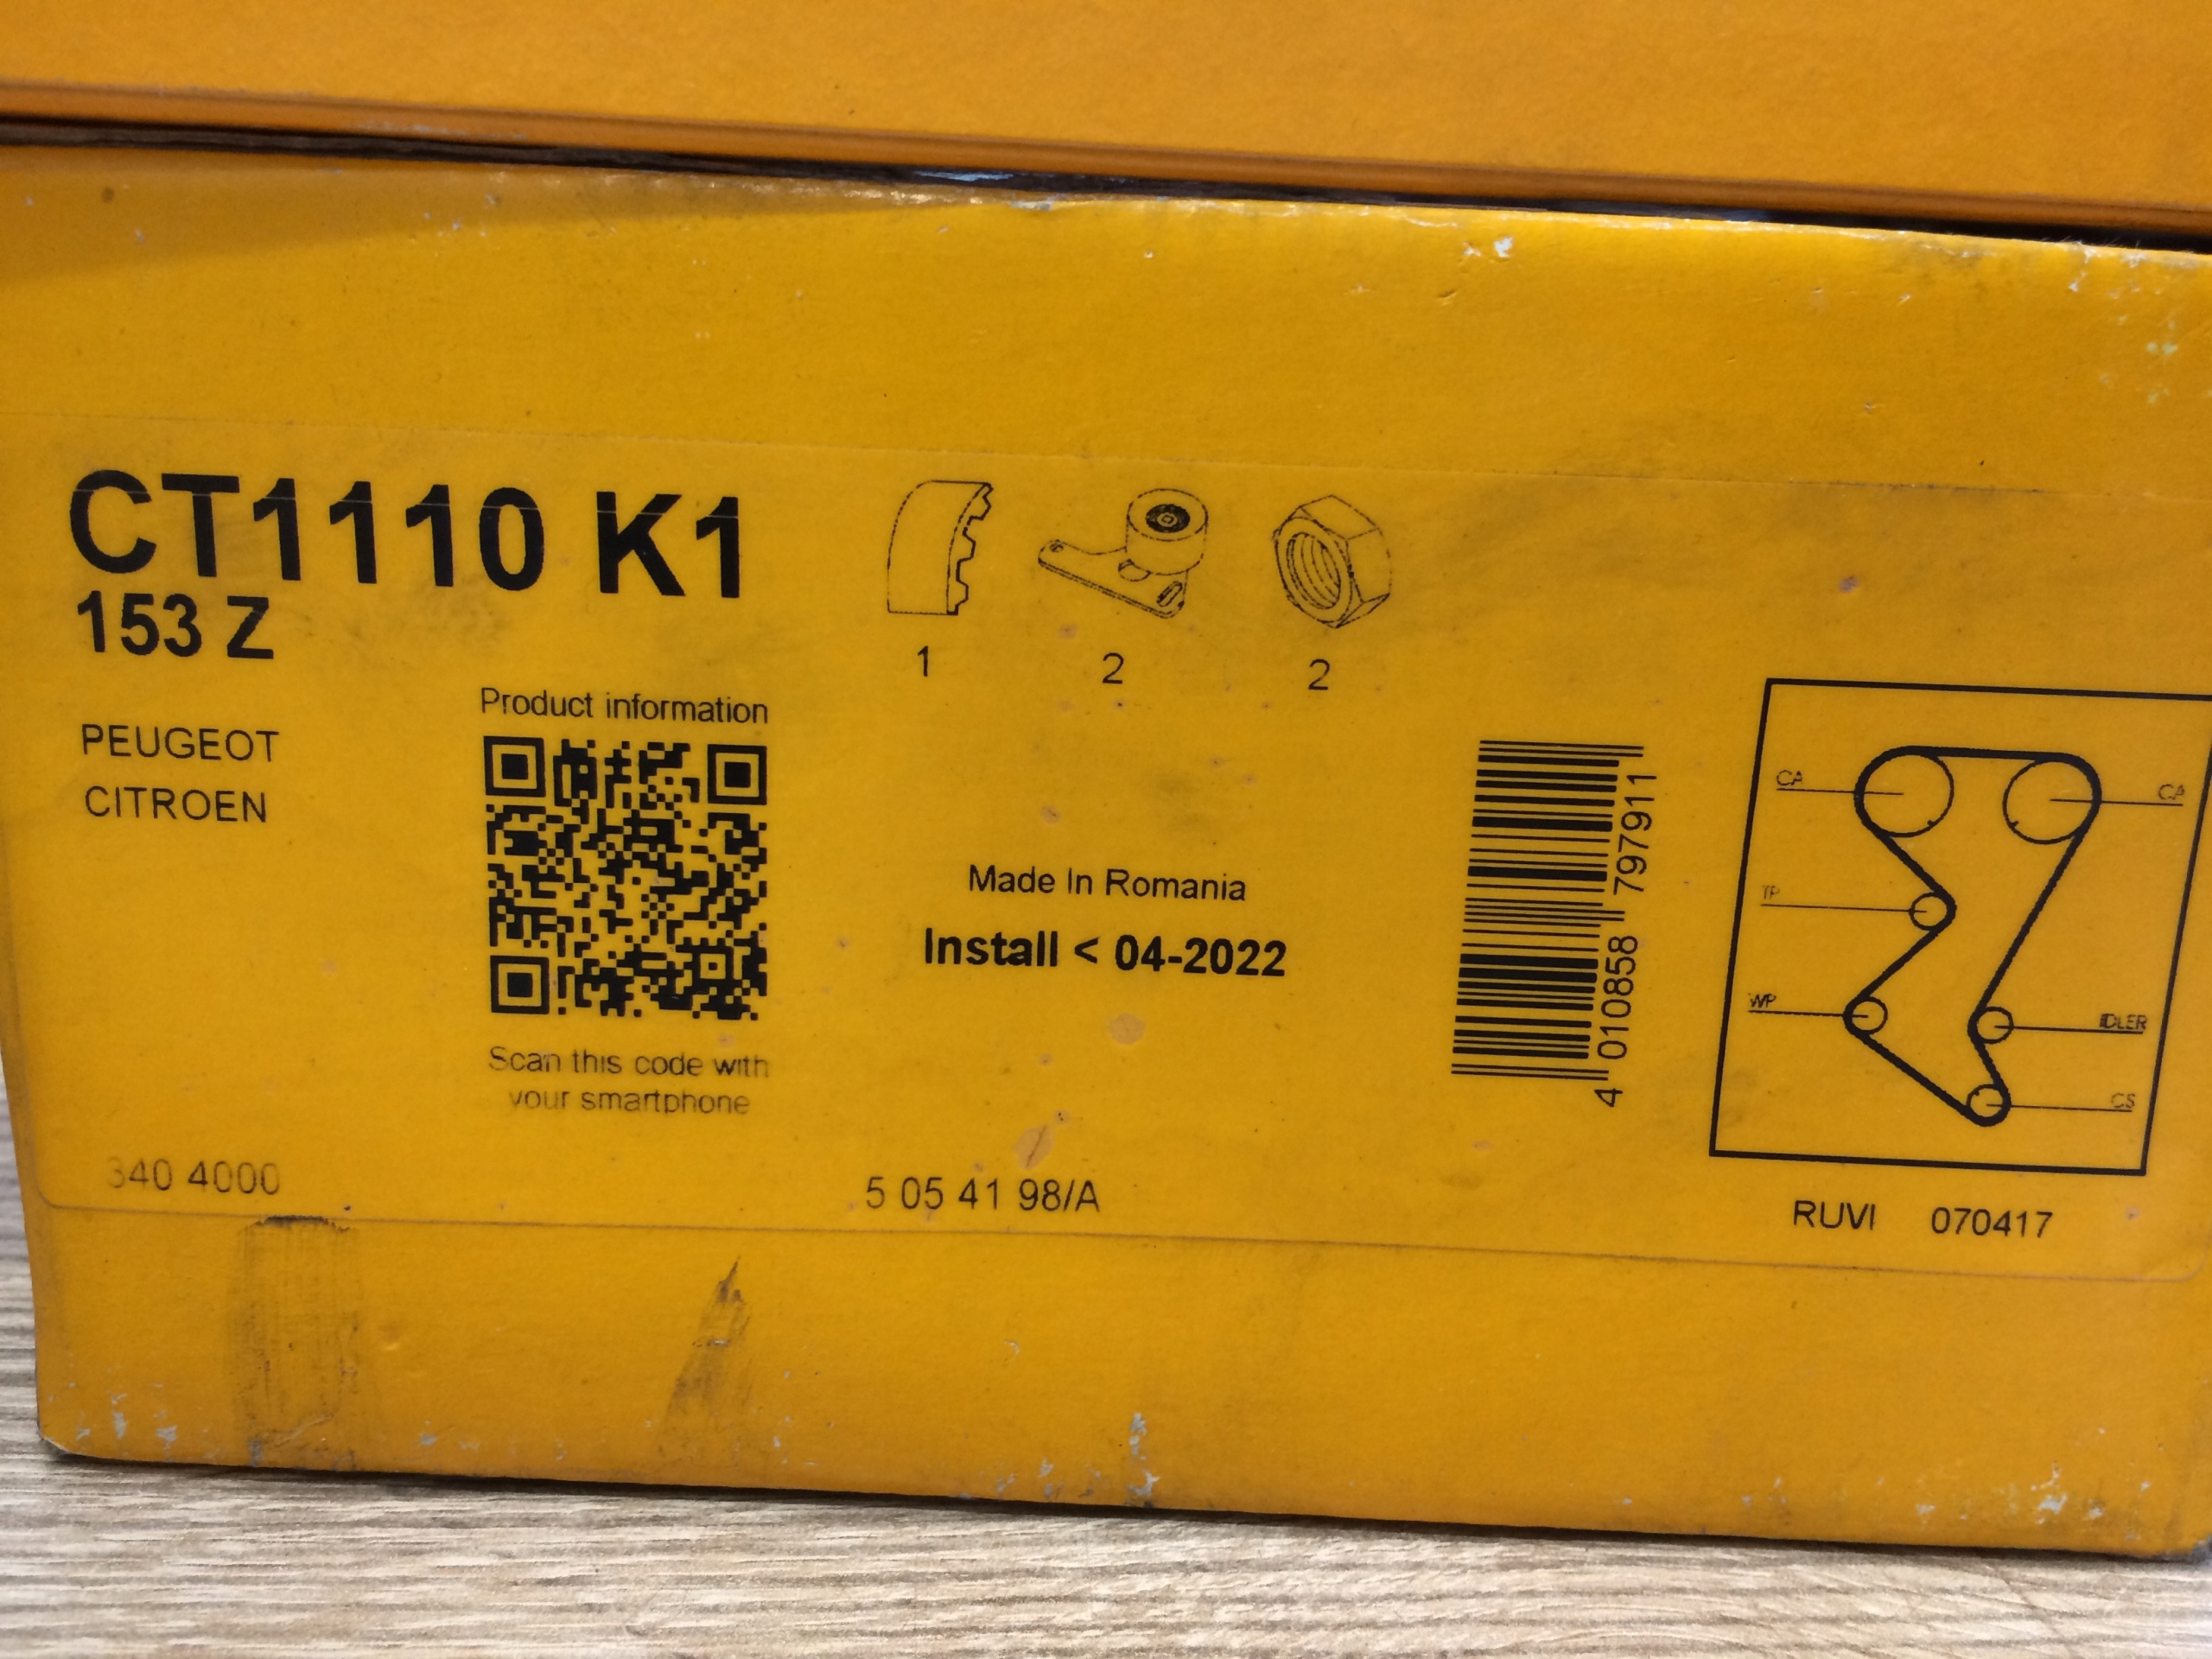 CT1110 K1
153 Z
PEUGEOT
CITROEN
Product information
Scan this code with
your smartphone
340 4000
1
2
2
Made In Romania
Install < 04-2022
5 05 41 98/A
4 010858 797911
CA
CA
TP
WP
IDLER
CS
RUVI 070417